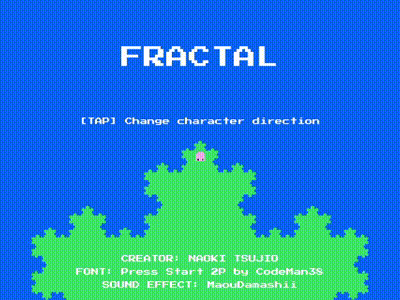 FRACTAL
[TAP] Change character direction
CREATOR: NAOKI TSUJIO
FONT: Press Start 2P by CodeMan38
SOUND EFFECT: MaouDamashii